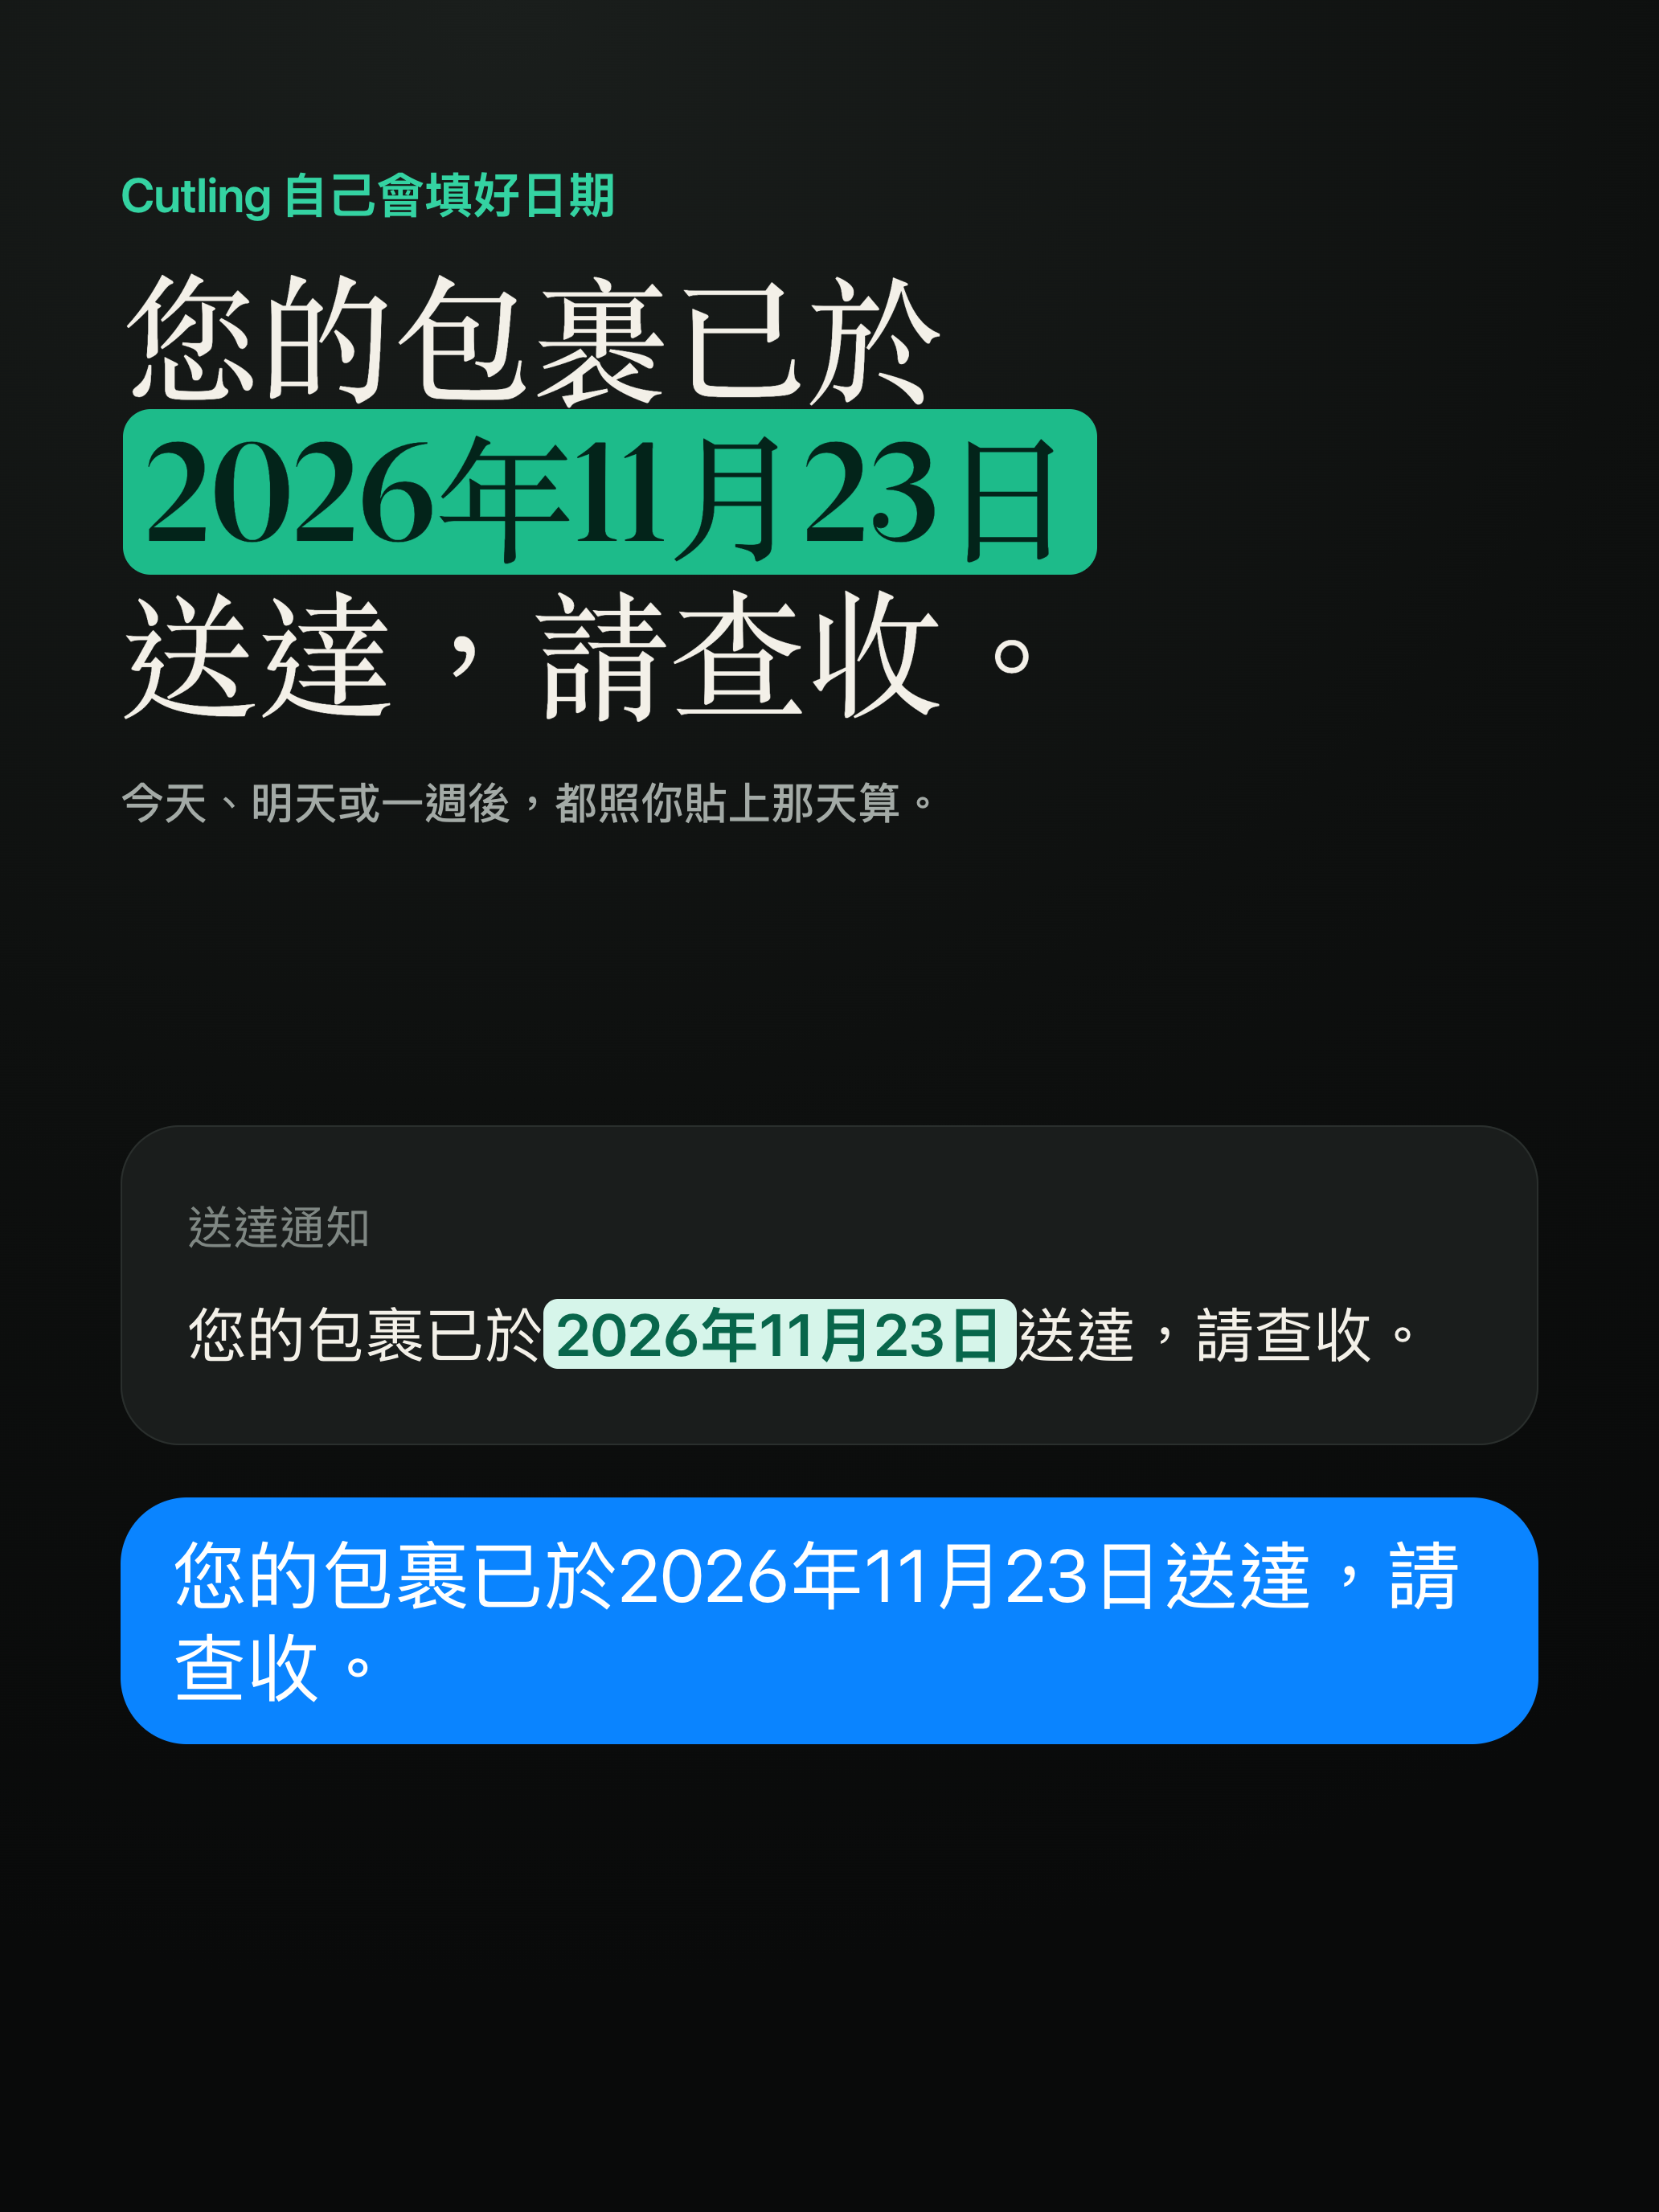 Cutling 自己會填好日期
您的包裹已於
2026年11月23日
送達，請查收。
今天、明天或一週後，都照你貼上那天算。
送達通知
您的包裹已於2026年11月23日送達，請查收。
您的包裹已於2026年11月23日送達，請
查收。